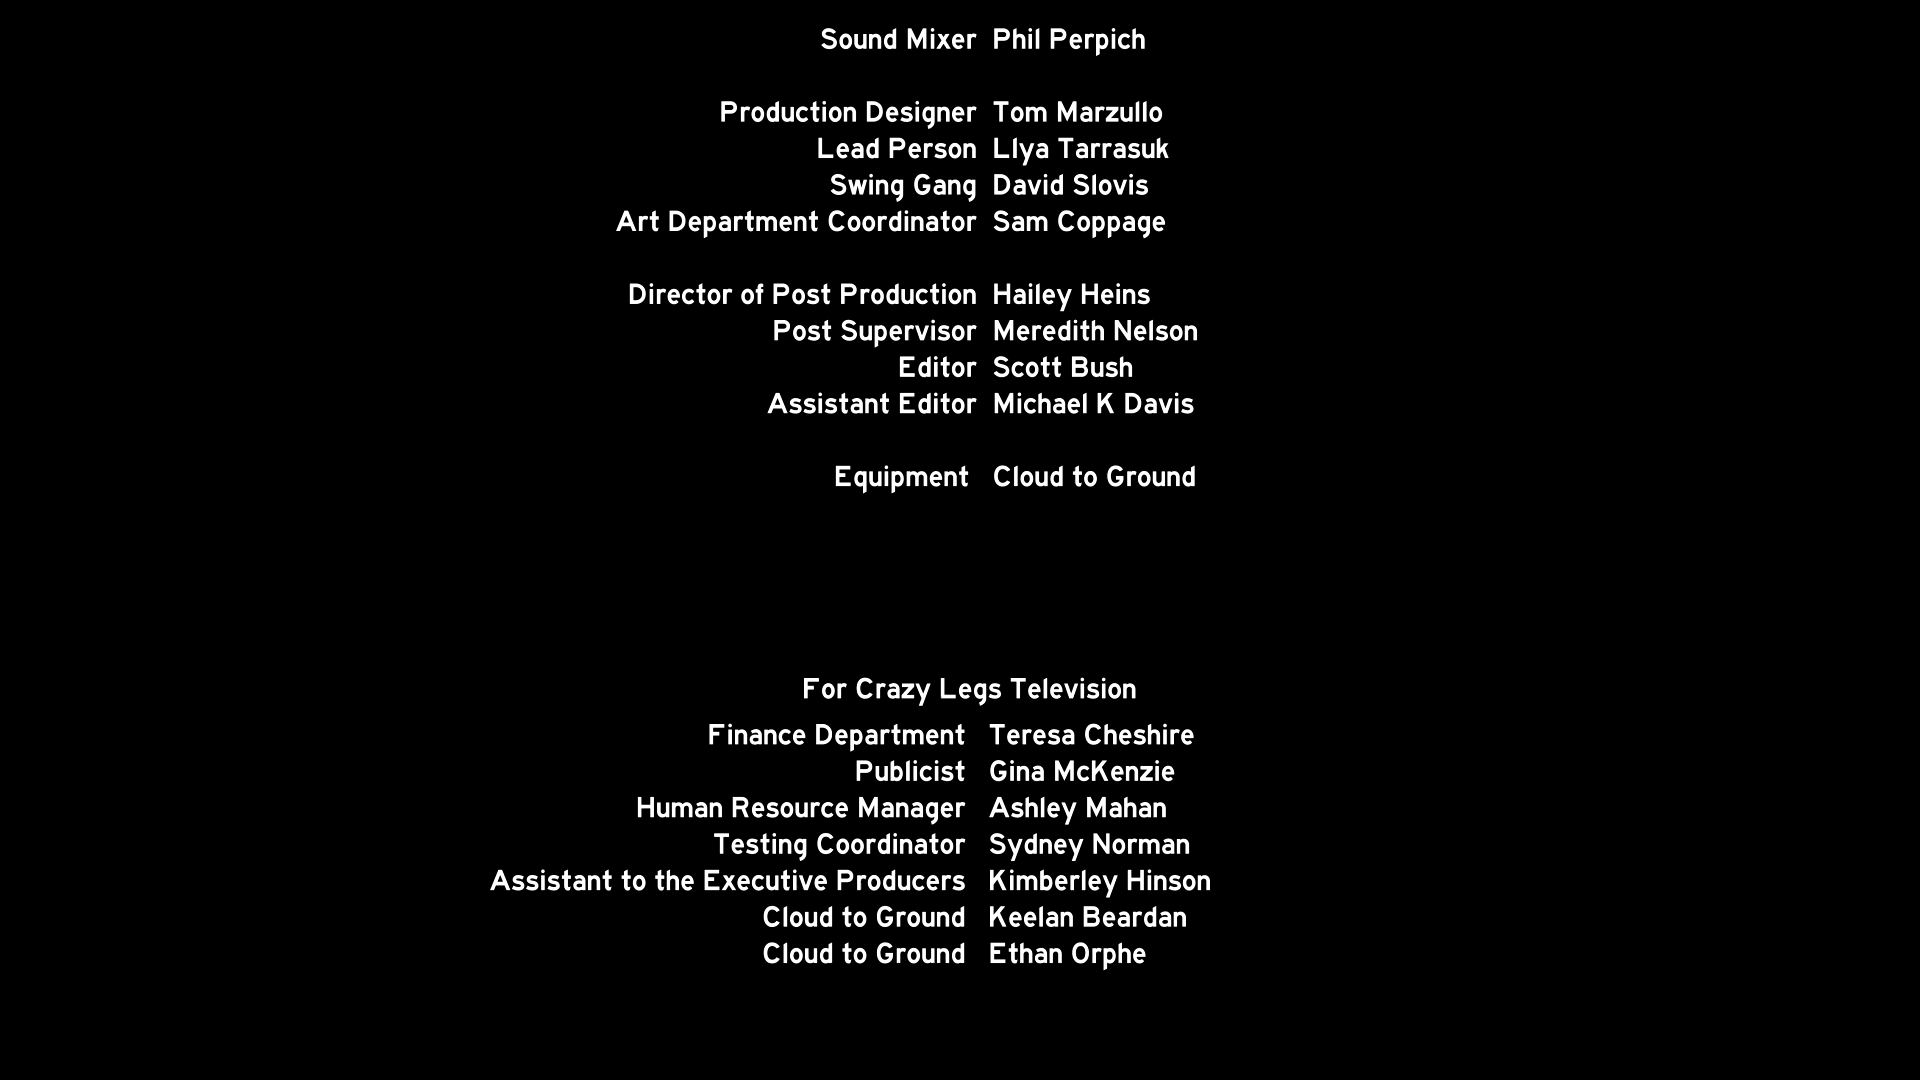 Sound Mixer Phil Perpich
Production Designer Tom Marzullo
Lead Person Llya Tarrasuk
Swing Gang David Slovis
Art Department Coordinator Sam Coppage
Director of Post Production Hailey Heins
Post Supervisor Meredith Nelson
Editor Scott Bush
Assistant Editor Michael K Davis
Equipment Cloud to Ground
For Crazy Legs Television
Finance Department Teresa Cheshire
Publicist Gina McKenzie
Human Resource Manager Ashley Mahan
Testing Coordinator Sydney Norman
Assistant to the Executive Producers Kimberley Hinson
Cloud to Ground Keelan Beardan
Cloud to Ground Ethan Orphe